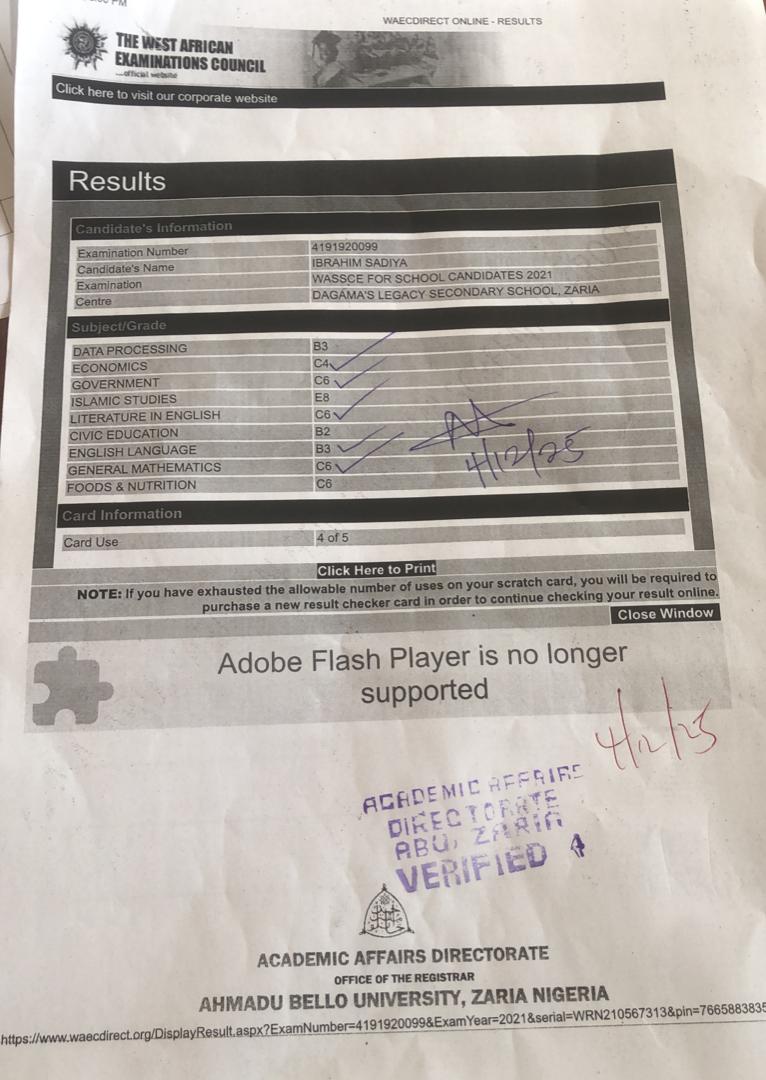 WAECDIRECT ONLINE - RESULTS
THE WEST AFRICAN
EXAMINATIONS COUNCIL
...official website
Click here to visit our corporate website
Results
Candidate's Information
Examination Number 4191920099
Candidate's Name IBRAHIM SADIYA
Examination WASSCE FOR SCHOOL CANDIDATES 2021
Centre DAGAMA'S LEGACY SECONDARY SCHOOL, ZARIA
Subject/Grade
DATA PROCESSING B3
ECONOMICS C4
GOVERNMENT C6
ISLAMIC STUDIES E8
LITERATURE IN ENGLISH C6
CIVIC EDUCATION B2
ENGLISH LANGUAGE B3
GENERAL MATHEMATICS C6
FOODS & NUTRITION C6
4/12/25
Card Information
Card Use 4 of 5
Click Here to Print
NOTE: If you have exhausted the allowable number of uses on your scratch card, you will be required to
purchase a new result checker card in order to continue checking your result online.
Close Window
Adobe Flash Player is no longer
supported
4/12/25
ACADEMIC AFFAIRS
DIRECTORATE
ABU, ZARIA
VERIFIED 4
ACADEMIC AFFAIRS DIRECTORATE
OFFICE OF THE REGISTRAR
AHMADU BELLO UNIVERSITY, ZARIA NIGERIA
https://www.waecdirect.org/DisplayResult.aspx?ExamNumber=4191920099&ExamYear=2021&serial=WRN210567313&pin=7665883835